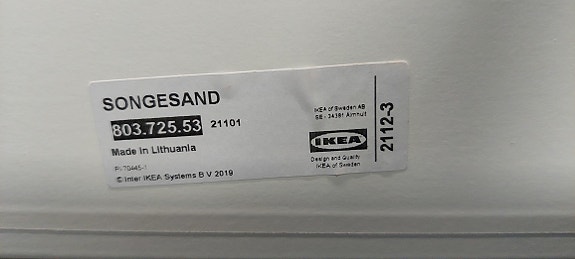 SONGESAND
803.725.53 21101
Made in Lithuania
© Inter IKEA Systems B V 2019
IKEA of Sweden AB
SE - 34381 Älmhult
IKEA
Design and Quality
IKEA of Sweden
2112-3